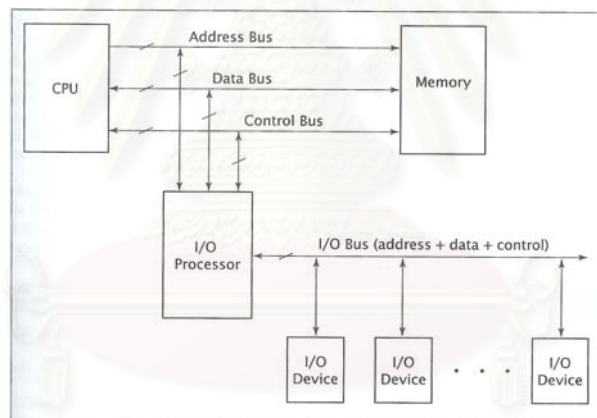 Address Bus
CPU
Data Bus
Memory
Control Bus
I/O
Processor
I/O Bus (address + data + control)
I/O
Device
I/O
Device
. . .
I/O
Device